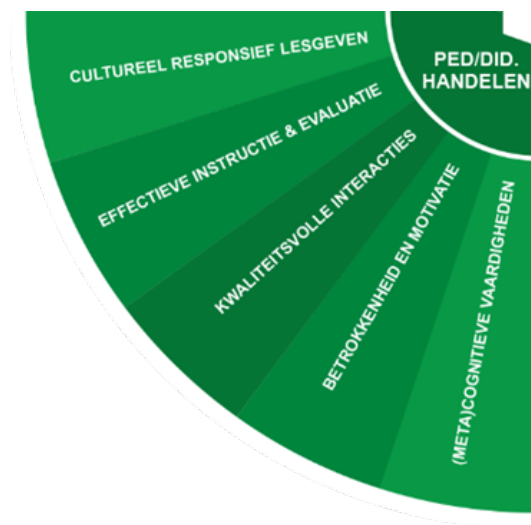 PED/DID.
HANDELEN
CULTUREEL RESPONSIEF LESGEVEN
EFFECTIEVE INSTRUCTIE & EVALUATIE
KWALITEITSVOLLE INTERACTIES
BETROKKENHEID EN MOTIVATIE
(META)COGNITIEVE VAARDIGHEDEN